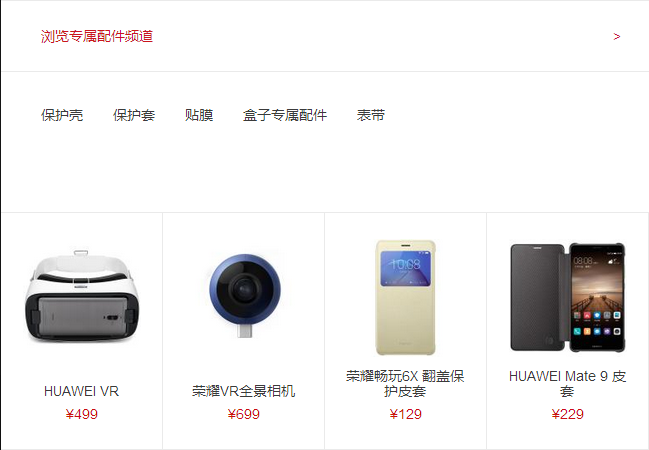 浏览专属配件频道 >
保护壳 保护套 贴膜 盒子专属配件 表带
10:08
08:08
HUAWEI VR
¥499
荣耀VR全景相机
¥699
荣耀畅玩6X 翻盖保
护皮套
¥129
HUAWEI Mate 9 皮
套
¥229